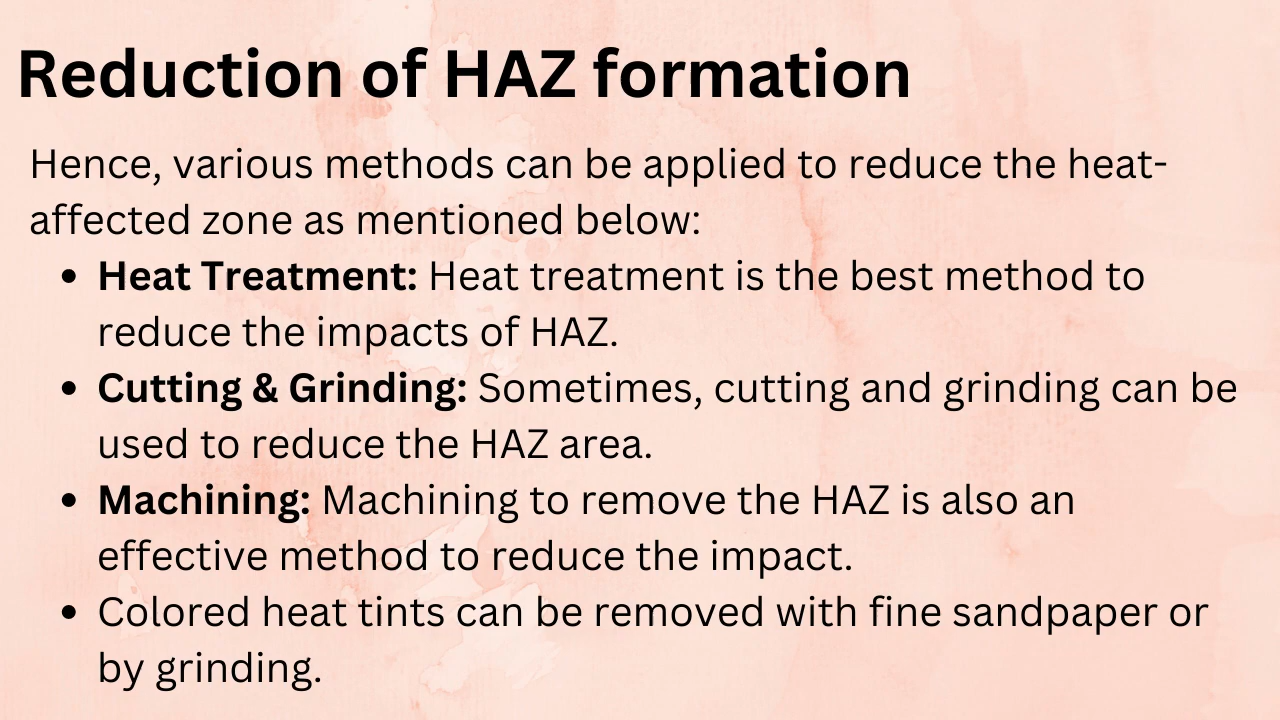 Reduction of HAZ formation
Hence, various methods can be applied to reduce the heat-
affected zone as mentioned below:
• Heat Treatment: Heat treatment is the best method to
reduce the impacts of HAZ.
• Cutting & Grinding: Sometimes, cutting and grinding can be
used to reduce the HAZ area.
• Machining: Machining to remove the HAZ is also an
effective method to reduce the impact.
• Colored heat tints can be removed with fine sandpaper or
by grinding.